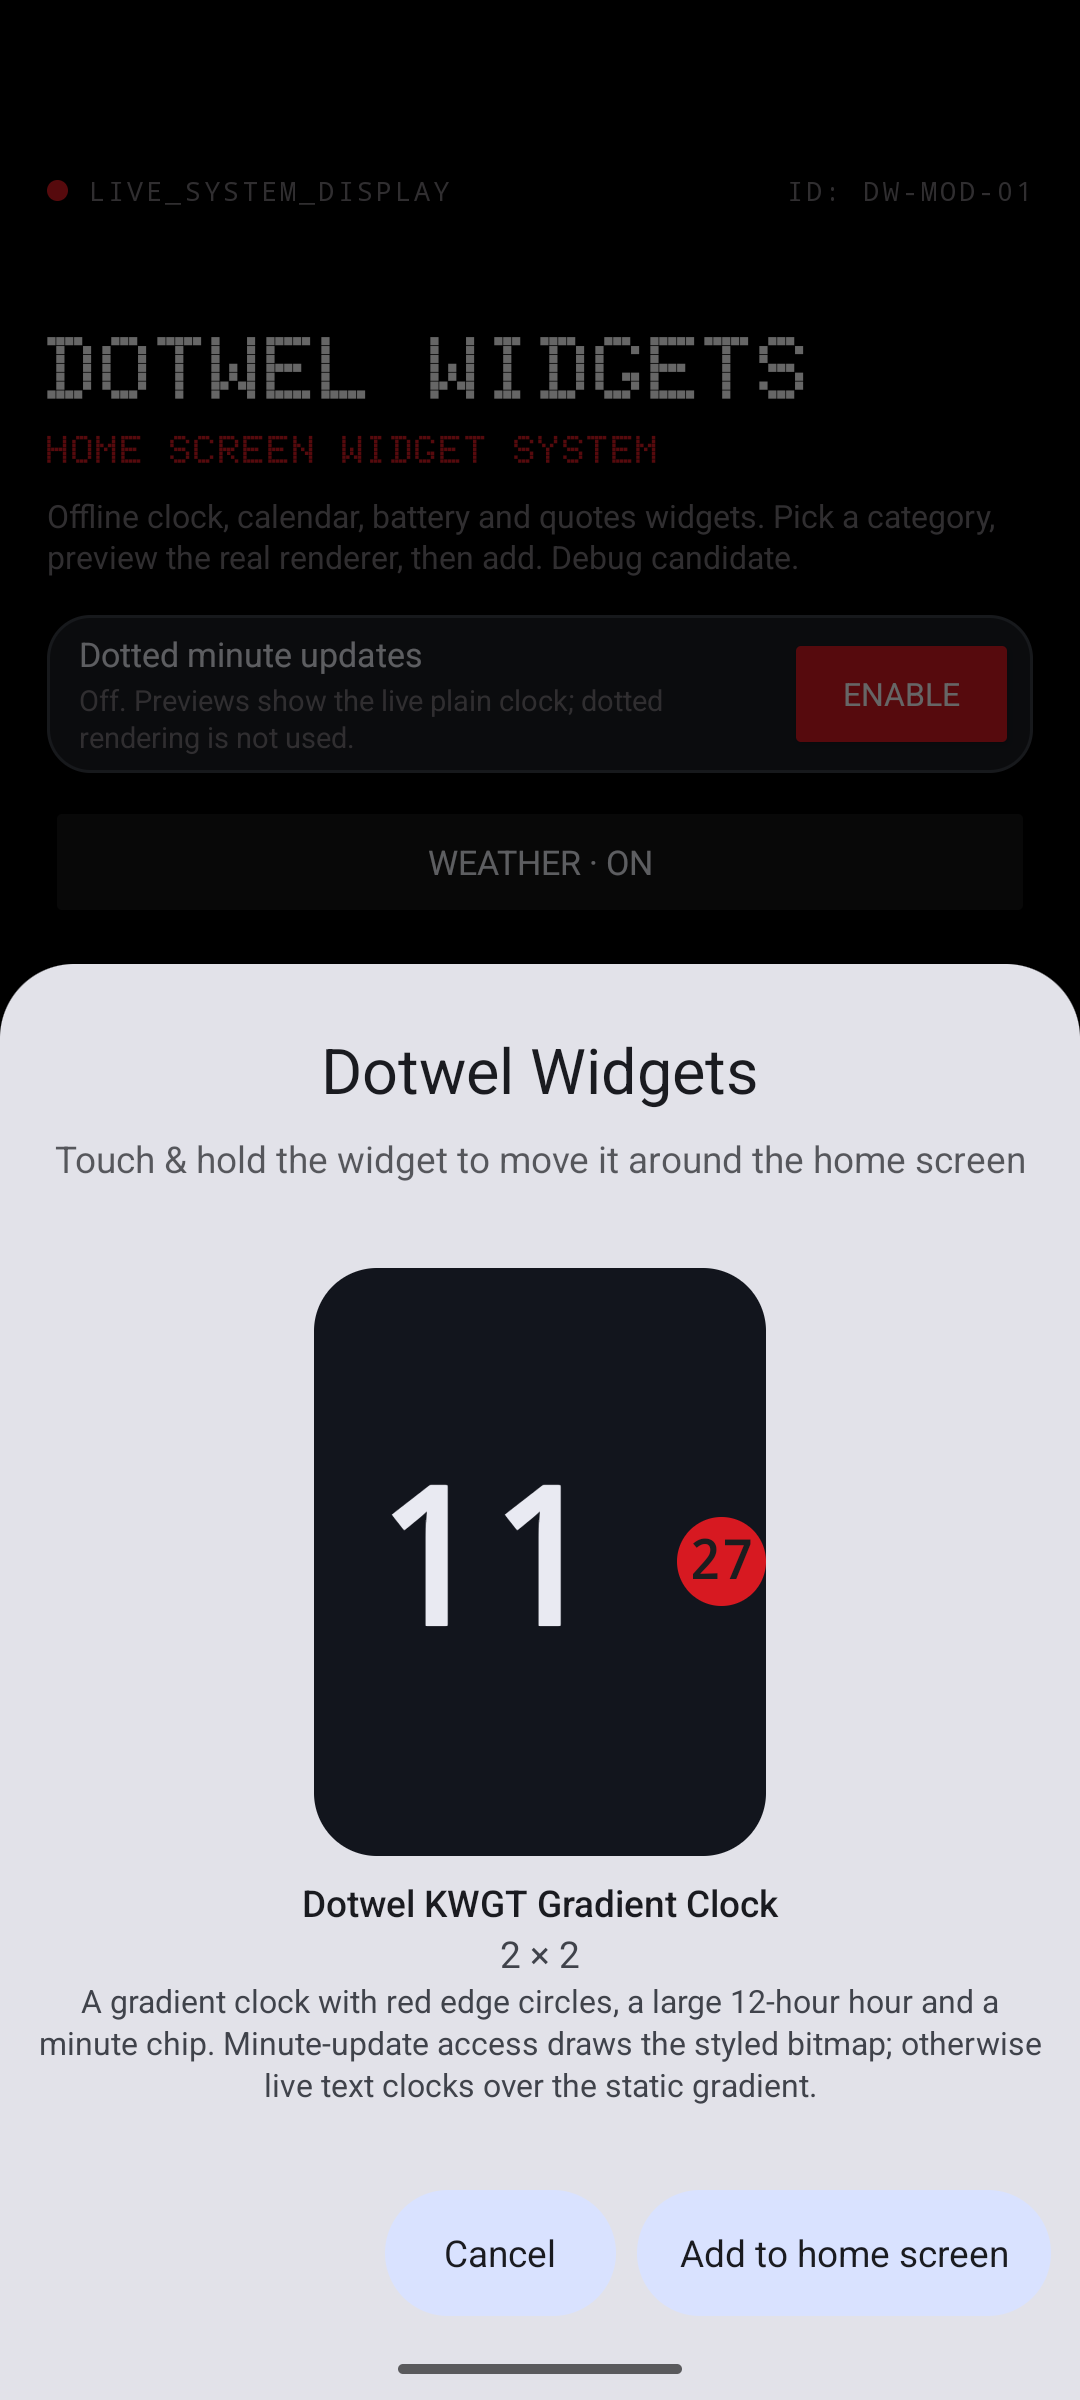 LIVE_SYSTEM_DISPLAY
ID: DW-MOD-01
DOTWEL WIDGETS
HOME SCREEN WIDGET SYSTEM
Offline clock, calendar, battery and quotes widgets. Pick a category,
preview the real renderer, then add. Debug candidate.
Dotted minute updates
Off. Previews show the live plain clock; dotted
rendering is not used.
ENABLE
WEATHER · ON
Dotwel Widgets
Touch & hold the widget to move it around the home screen
11
27
Dotwel KWGT Gradient Clock
2 × 2
A gradient clock with red edge circles, a large 12-hour hour and a
minute chip. Minute-update access draws the styled bitmap; otherwise
live text clocks over the static gradient.
Cancel
Add to home screen